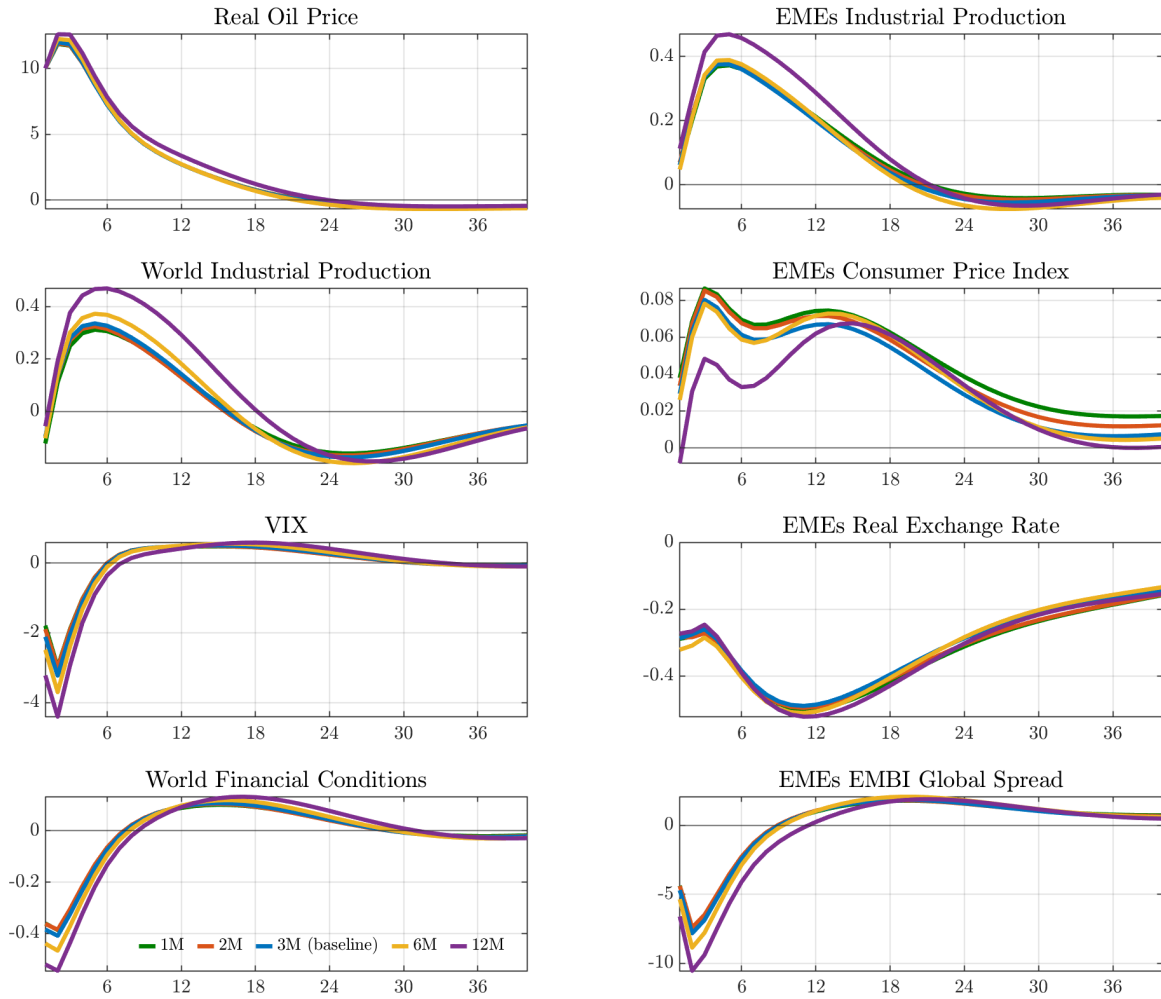 Real Oil Price
10
5
0
6 12 18 24 30 36
EMEs Industrial Production
0.4
0.2
0
6 12 18 24 30 36
World Industrial Production
0.4
0.2
0
6 12 18 24 30 36
EMEs Consumer Price Index
0.08
0.06
0.04
0.02
0
6 12 18 24 30 36
VIX
0
-2
-4
6 12 18 24 30 36
EMEs Real Exchange Rate
0
-0.2
-0.4
6 12 18 24 30 36
World Financial Conditions
0
-0.2
-0.4
1M 2M 3M (baseline) 6M 12M
6 12 18 24 30 36
EMEs EMBI Global Spread
0
-5
-10
6 12 18 24 30 36